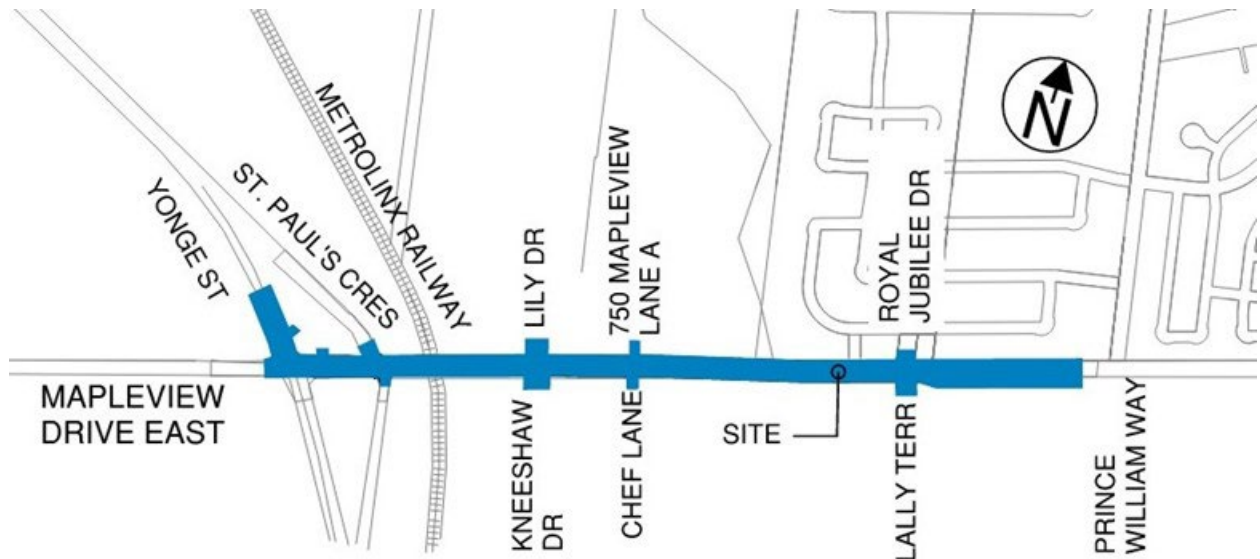 N
METROLINX RAILWAY
ST. PAUL'S CRES
YONGE ST
LILY DR
750 MAPLEVIEW
LANE A
ROYAL
JUBILEE DR
MAPLEVIEW
DRIVE EAST
KNEESHAW
DR
CHEF LANE
SITE
LALLY TERR
PRINCE
WILLIAM WAY